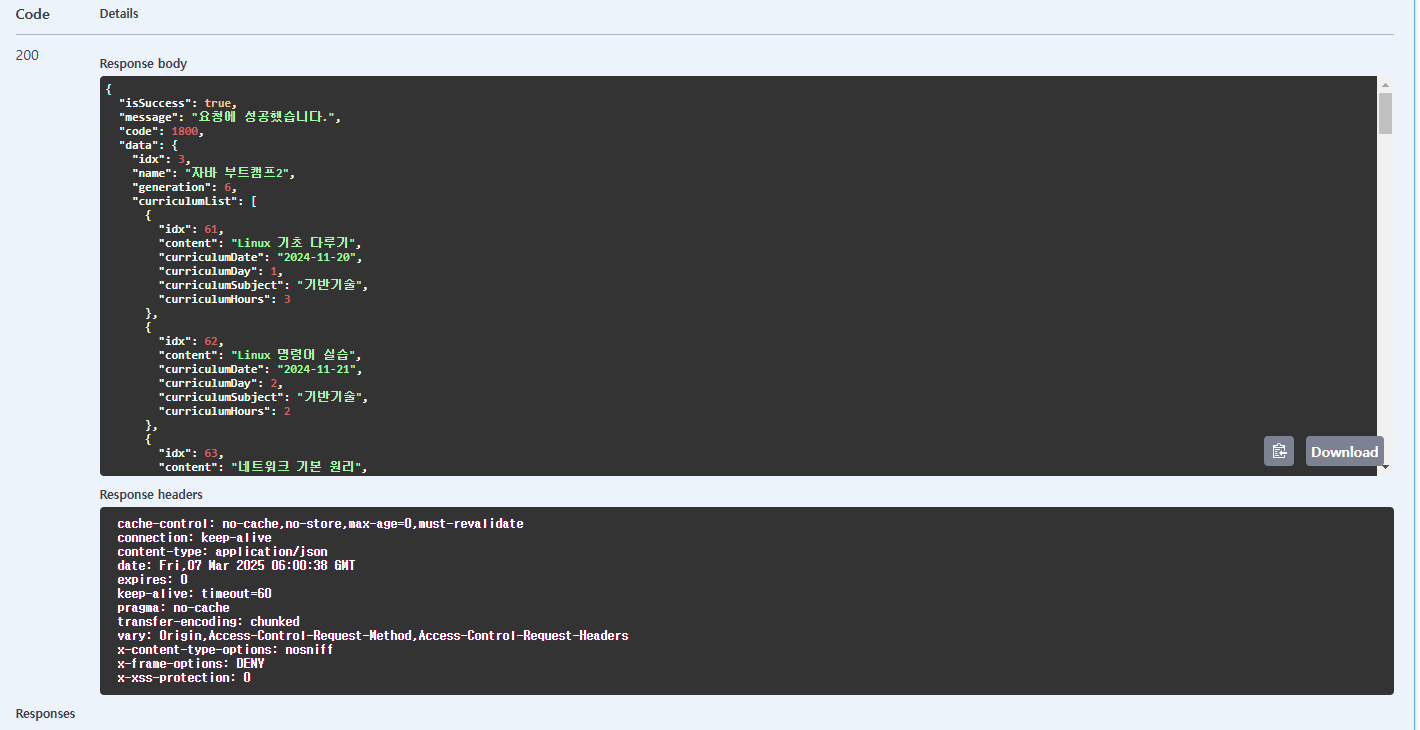 Code Details
200
Response body
{
"isSuccess": true,
"message": "요청에 성공했습니다.",
"code": 1800,
"data": {
"idx": 3,
"name": "자바 부트캠프2",
"generation": 6,
"curriculumList": [
{
"idx": 61,
"content": "Linux 기초 다루기",
"curriculumDate": "2024-11-20",
"curriculumDay": 1,
"curriculumSubject": "기반기술",
"curriculumHours": 3
},
{
"idx": 62,
"content": "Linux 명령어 실습",
"curriculumDate": "2024-11-21",
"curriculumDay": 2,
"curriculumSubject": "기반기술",
"curriculumHours": 2
},
{
"idx": 63,
"content": "네트워크 기본 원리",
Download
Response headers
cache-control: no-cache,no-store,max-age=0,must-revalidate
connection: keep-alive
content-type: application/json
date: Fri,07 Mar 2025 06:00:38 GMT
expires: 0
keep-alive: timeout=60
pragma: no-cache
transfer-encoding: chunked
vary: Origin,Access-Control-Request-Method,Access-Control-Request-Headers
x-content-type-options: nosniff
x-frame-options: DENY
x-xss-protection: 0
Responses